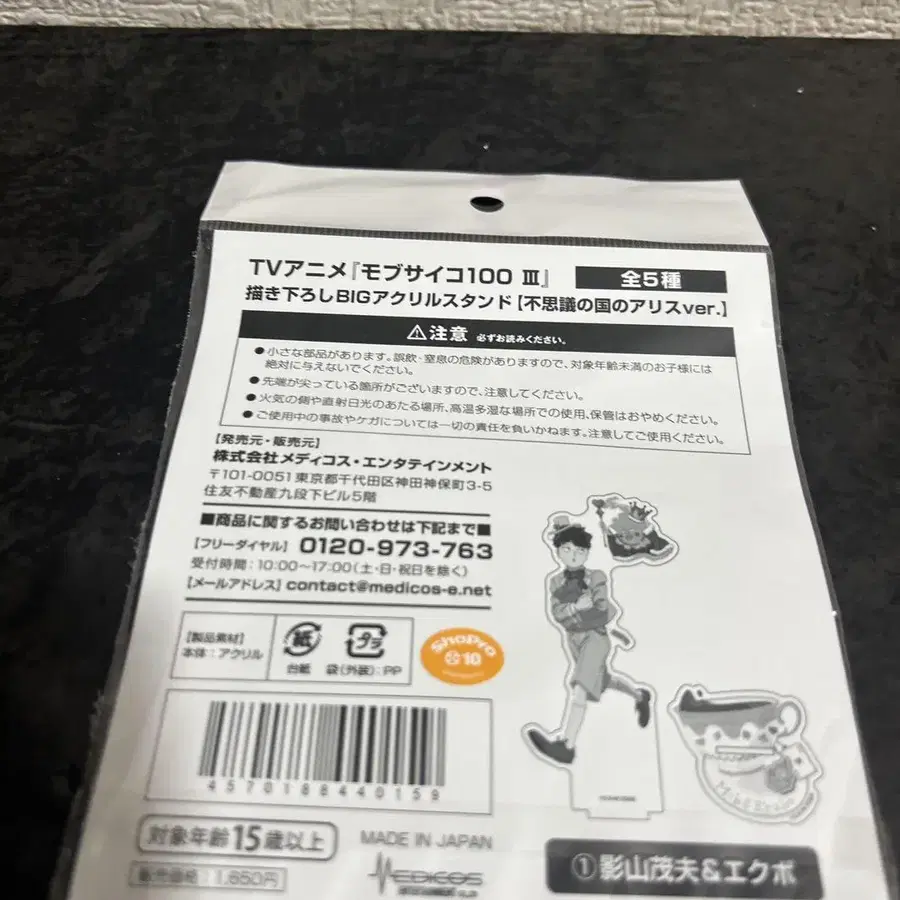 TVアニメ『モブサイコ100 Ⅲ』 全5種
描き下ろしBIGアクリルスタンド【不思議の国のアリスver.】
⚠注意 必ずお読みください。
●小さな部品があります。誤飲・窒息の危険がありますので、対象年齢未満のお子様には
絶対に与えないでください。
●先端が尖っている箇所がございますので、注意してください。
●火気の側や直射日光のあたる場所、高温多湿な場所での使用、保管はおやめください。
●ご使用中の事故やケガについては一切の責任を負いかねます。注意してご使用ください。
【発売元・販売元】
株式会社メディコス・エンタテインメント
〒101-0051 東京都千代田区神田神保町3-5
住友不動産九段下ビル5階
■商品に関するお問い合わせは下記まで■
【フリーダイヤル】 0120-973-763
受付時間:10:00〜17:00(土・日・祝日を除く)
【メールアドレス】 contact@medicos-e.net
【製品素材】
本体:アクリル
紙
台紙
プラ
袋(外装):PP
ShoPro
10
4570188440159
対象年齢15歳以上
MADE IN JAPAN
販売価格:1,650円
MEDICOS
①影山茂夫&エクボ